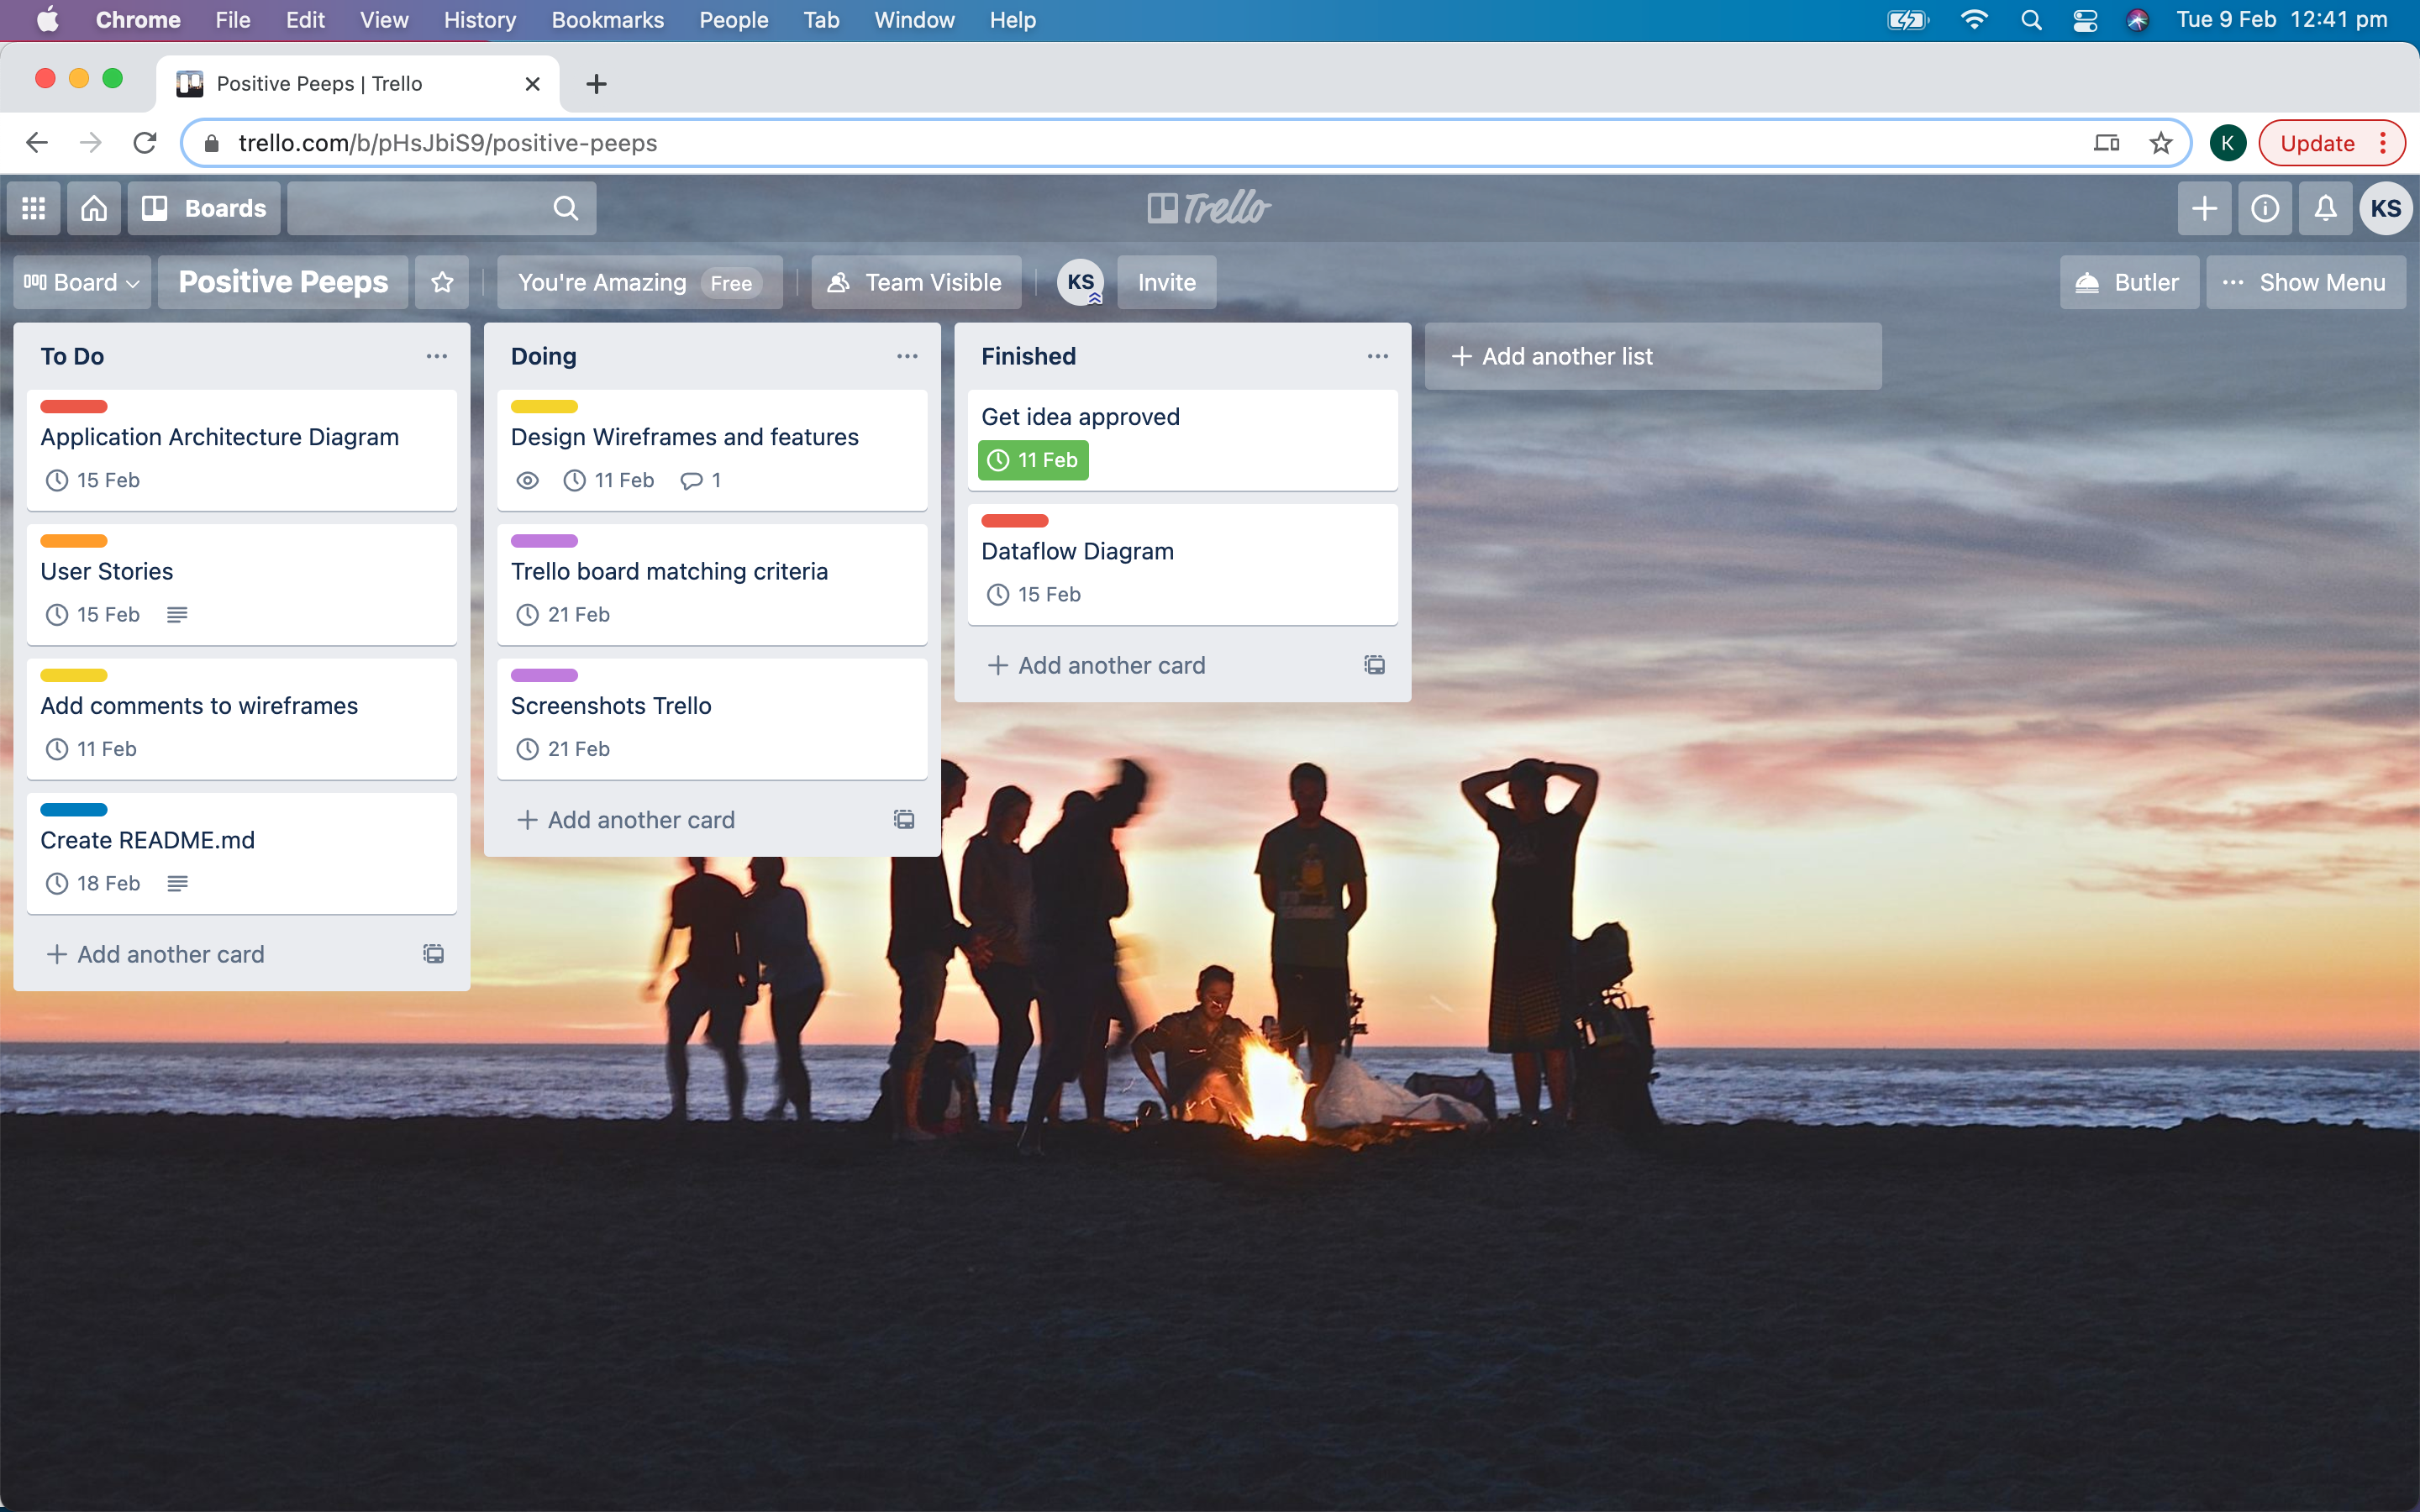 Chrome File Edit View History Bookmarks People Tab Window Help Tue 9 Feb 12:41 pm
Positive Peeps | Trello
trello.com/b/pHsJbiS9/positive-peeps K Update
Boards Trello KS
Board Positive Peeps You're Amazing Free Team Visible KS Invite Butler Show Menu
To Do
Application Architecture Diagram
15 Feb
User Stories
15 Feb
Add comments to wireframes
11 Feb
Create README.md
18 Feb
Add another card
Doing
Design Wireframes and features
11 Feb 1
Trello board matching criteria
21 Feb
Screenshots Trello
21 Feb
Add another card
Finished
Get idea approved
11 Feb
Dataflow Diagram
15 Feb
Add another card
Add another list